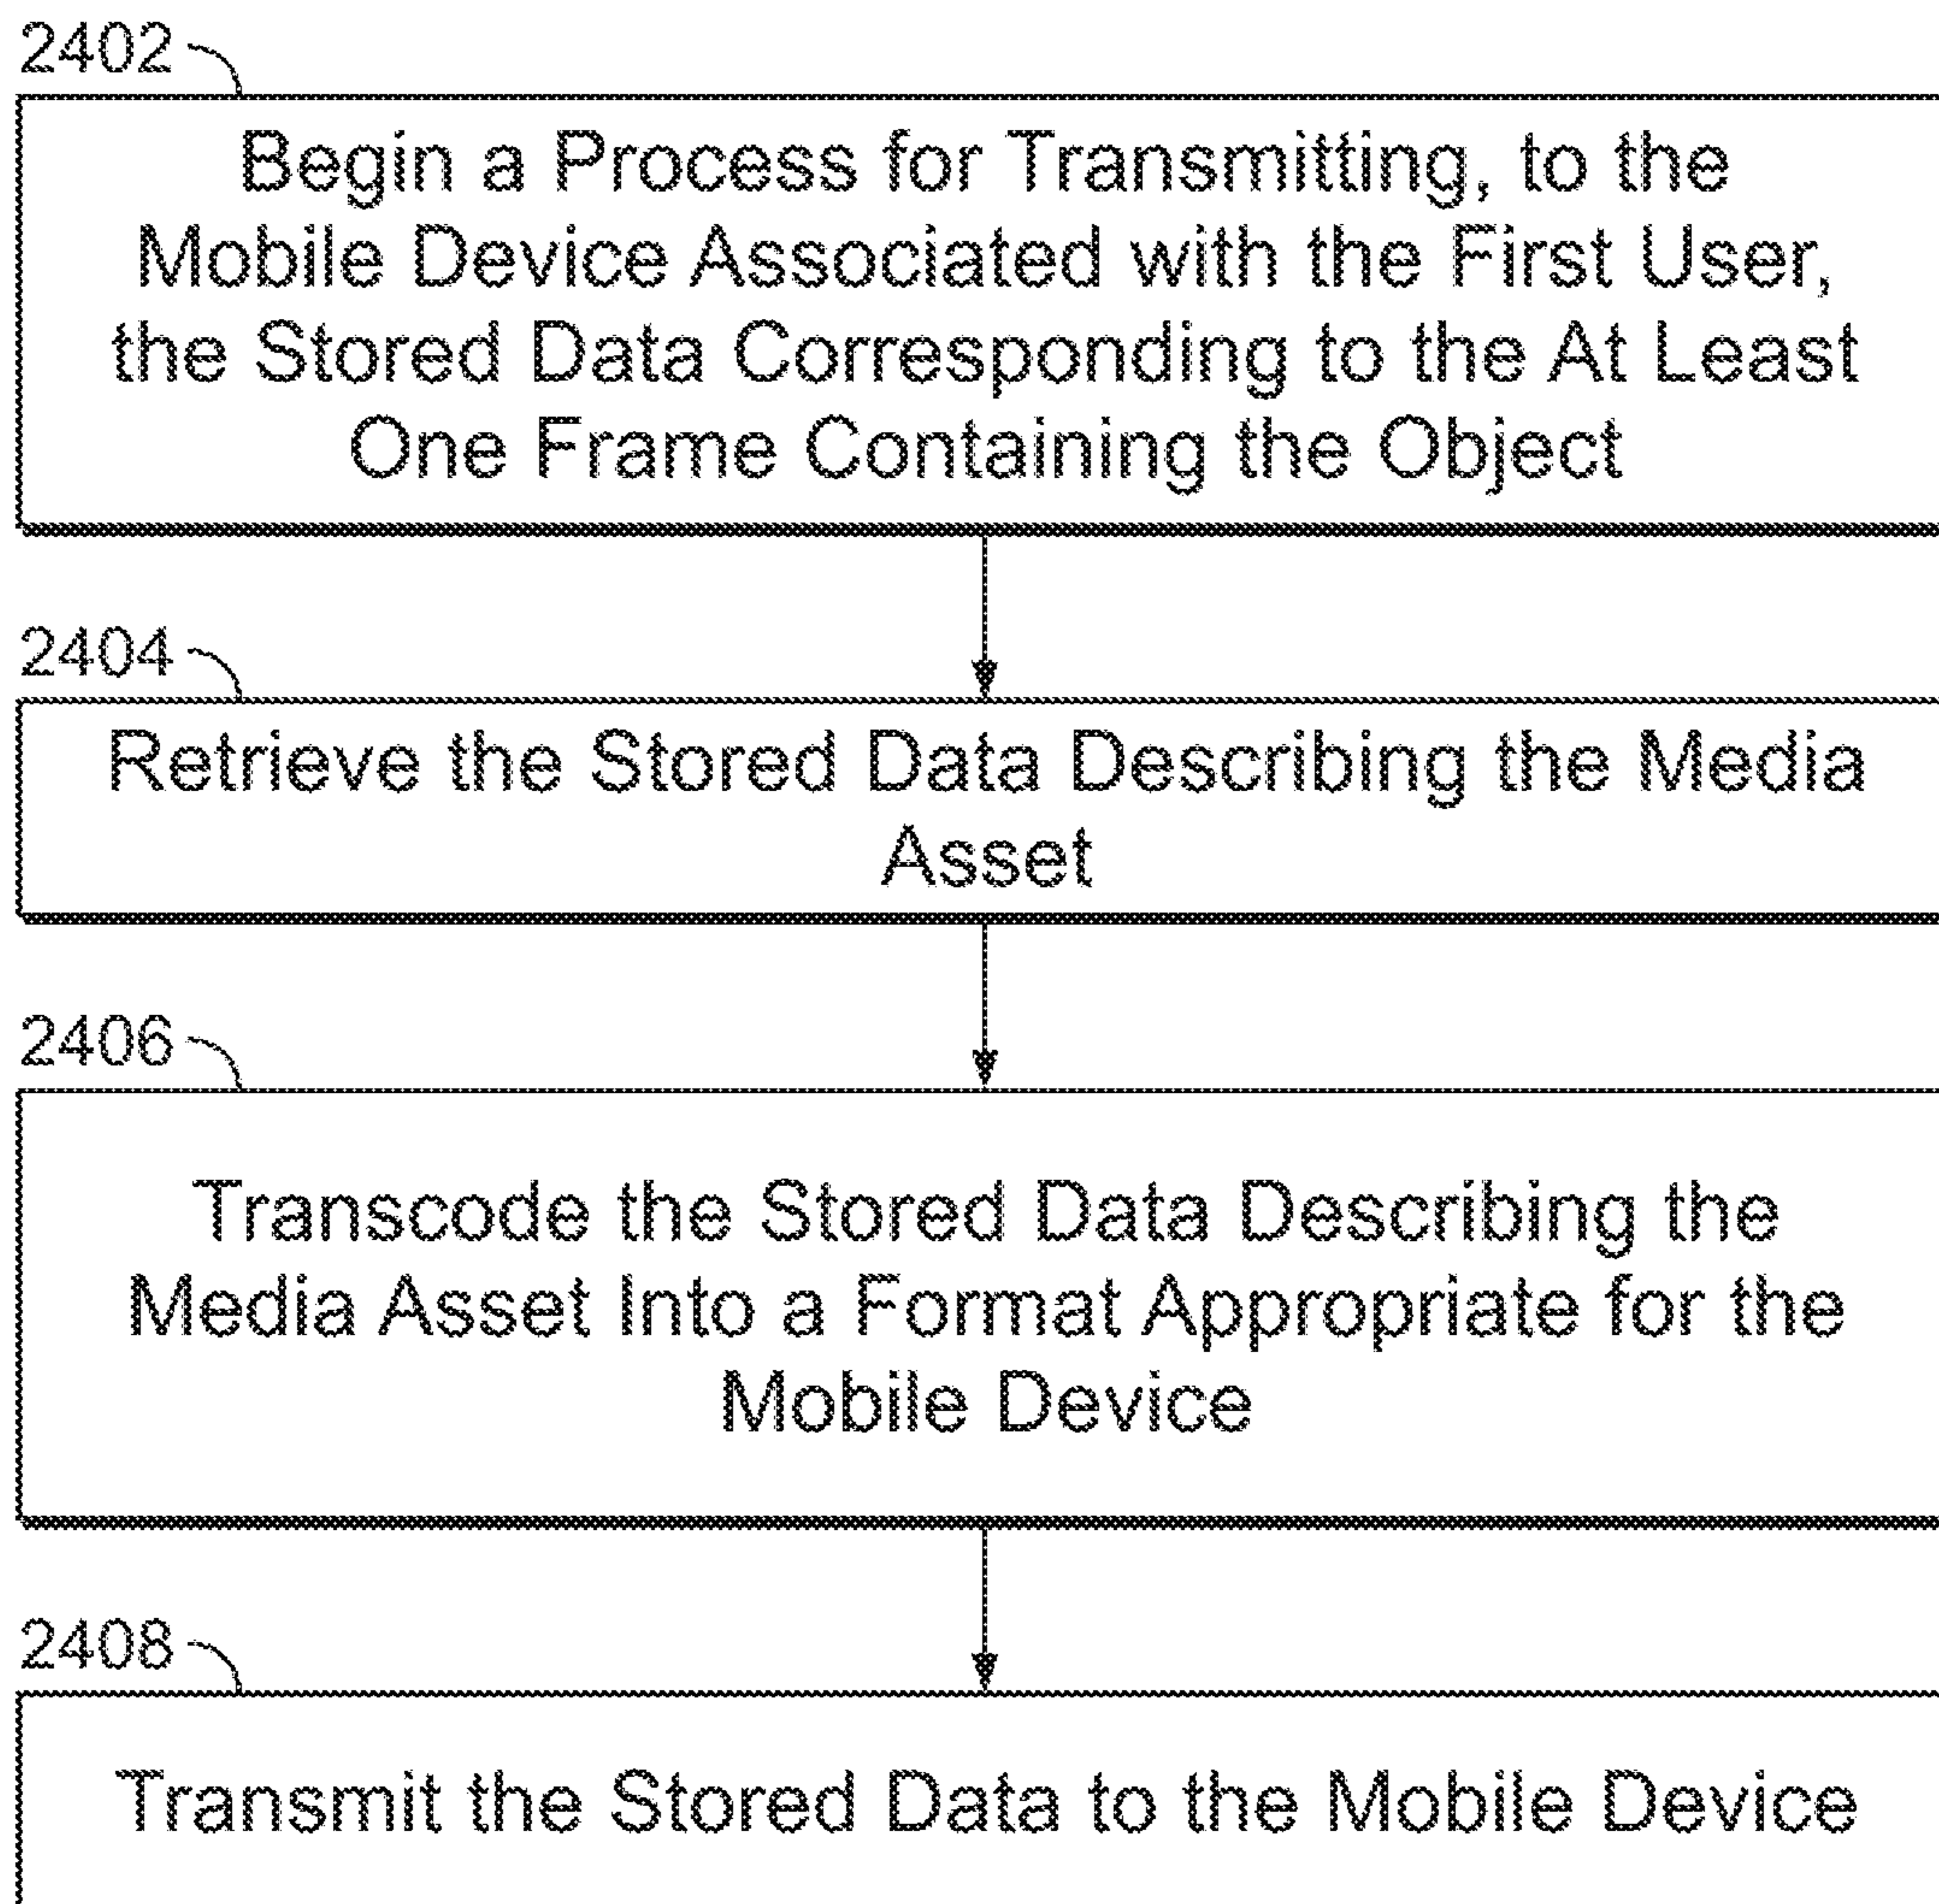 2402
Begin a Process for Transmitting, to the
Mobile Device Associated with the First User,
the Stored Data Corresponding to the At Least
One Frame Containing the Object
2404
Retrieve the Stored Data Describing the Media
Asset
2406
Transcode the Stored Data Describing the
Media Asset Into a Format Appropriate for the
Mobile Device
2408
Transmit the Stored Data to the Mobile Device